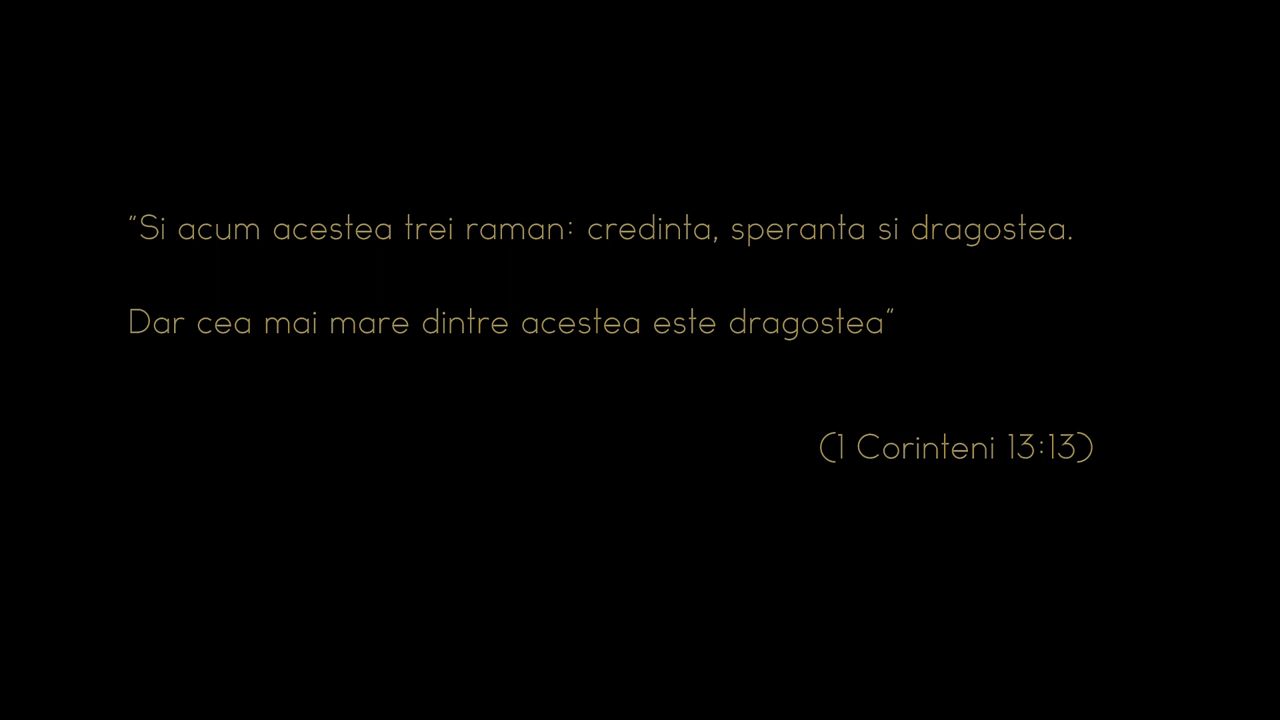 "Si acum acestea trei raman: credinta, speranta si dragostea.
Dar cea mai mare dintre acestea este dragostea"
(1 Corinteni 13:13)